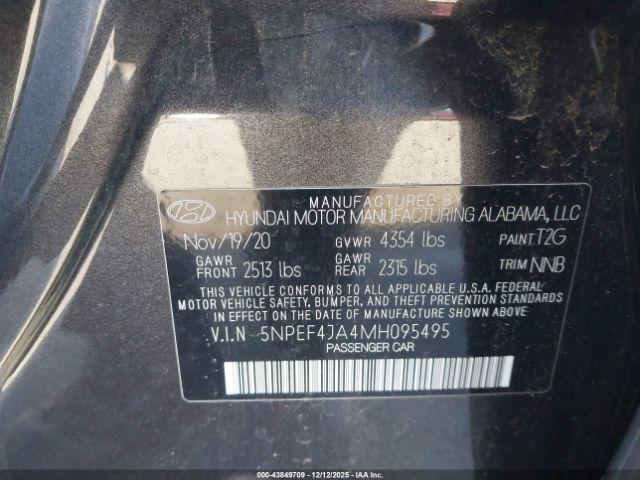 MANUFACTURED BY
HYUNDAI MOTOR MANUFACTURING ALABAMA, LLC
Nov/19/20 GVWR 4354 lbs PAINT T2G
GAWR FRONT 2513 lbs GAWR REAR 2315 lbs TRIM NNB
THIS VEHICLE CONFORMS TO ALL APPLICABLE U.S.A. FEDERAL
MOTOR VEHICLE SAFETY, BUMPER, AND THEFT PREVENTION STANDARDS
IN EFFECT ON THE DATE OF MANUFACTURE SHOWN ABOVE.
V.I.N 5NPEF4JA4MH095495
PASSENGER CAR
000-43849709 - 12/12/2025 - IAAI.COM